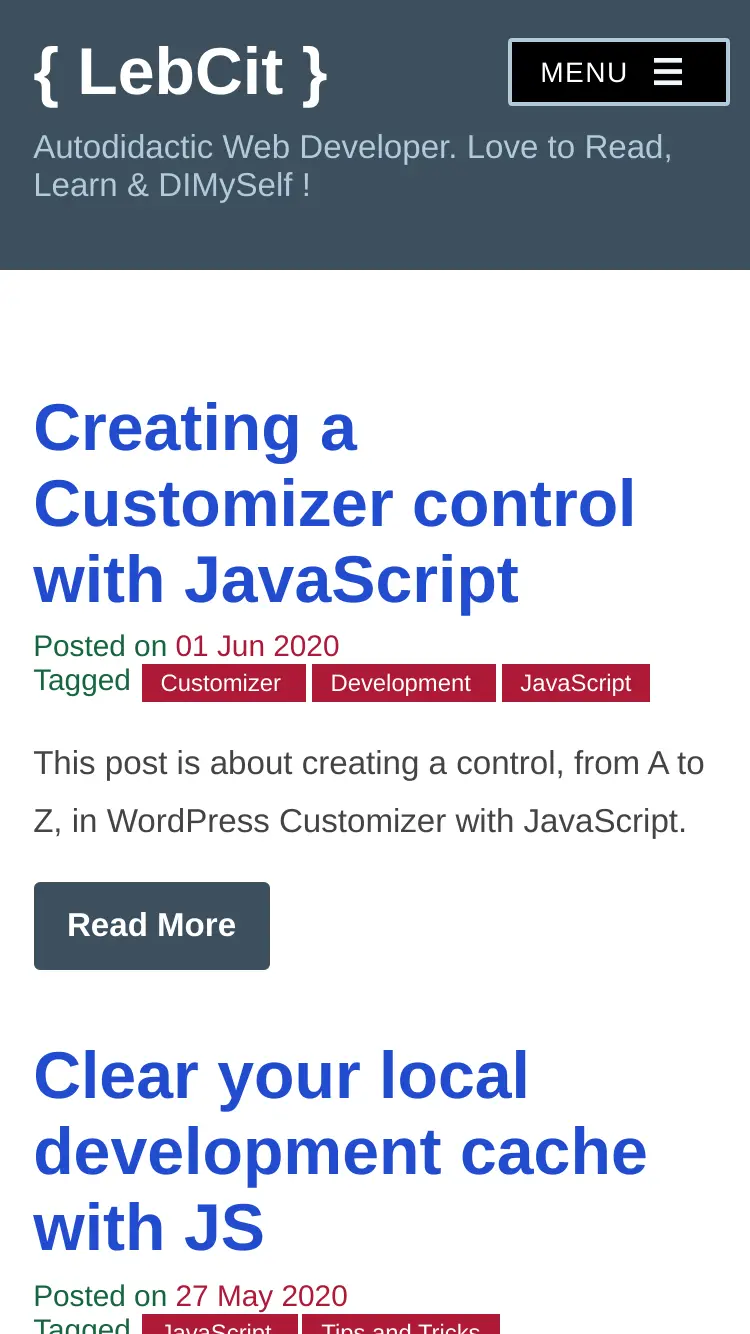 { LebCit }
MENU ☰
Autodidactic Web Developer. Love to Read,
Learn & DIMySelf !
Creating a
Customizer control
with JavaScript
Posted on 01 Jun 2020
Tagged Customizer Development JavaScript
This post is about creating a control, from A to
Z, in WordPress Customizer with JavaScript.
Read More
Clear your local
development cache
with JS
Posted on 27 May 2020
Tagged JavaScript Tips and Tricks